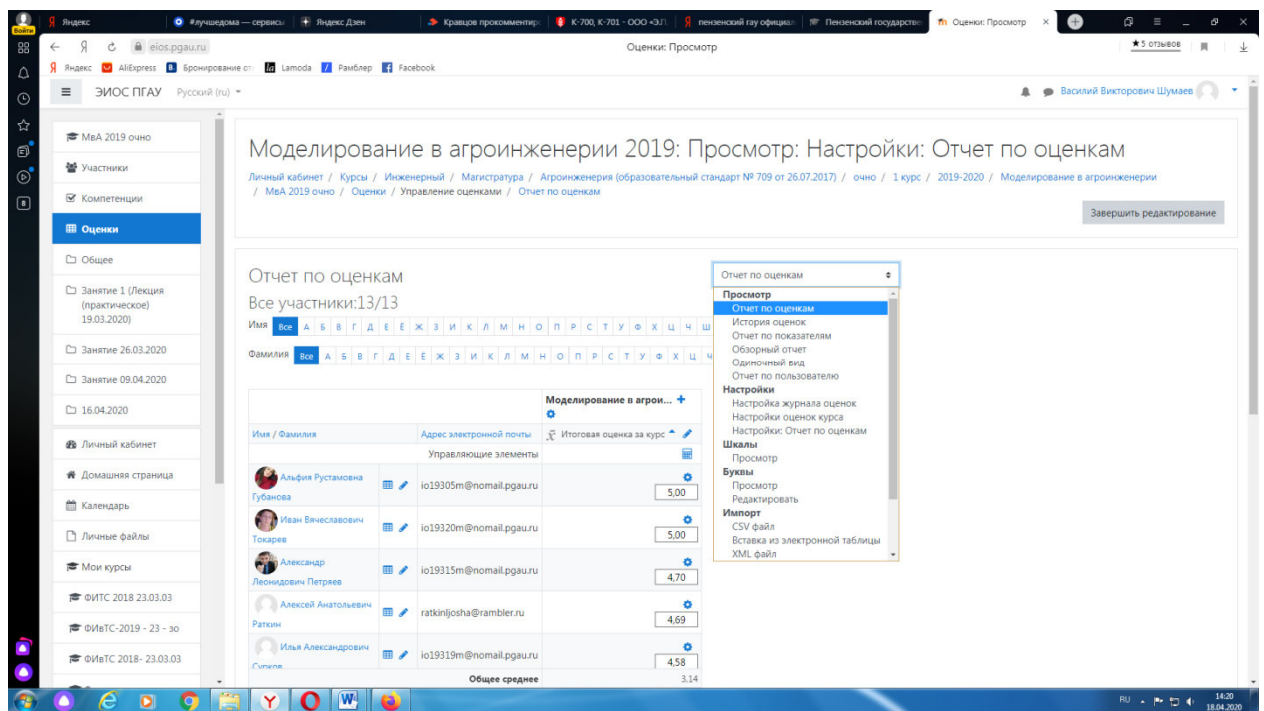 Войти
Яндекс
#лучшедома — сервисы
Яндекс Дзен
Кравцов прокомментир
К-700, К-701 - ООО «Э.П.
пензенский гау официал
Пензенский государстве
Оценки: Просмотр
eios.pgau.ru
Оценки: Просмотр
★5 отзывов
Яндекс AliExpress Бронирование от Lamoda Рамблер Facebook
ЭИОС ПГАУ Русский (ru)
Василий Викторович Шумаев
МвА 2019 очно
Участники
Компетенции
Оценки
Общее
Занятие 1 (Лекция
(практическое)
19.03.2020)
Занятие 26.03.2020
Занятие 09.04.2020
16.04.2020
Личный кабинет
Домашняя страница
Календарь
Личные файлы
Мои курсы
ФИТС 2018 23.03.03
ФИвТС-2019 - 23 - зо
ФИвТС 2018- 23.03.03
Моделирование в агроинженерии 2019: Просмотр: Настройки: Отчет по оценкам
Личный кабинет / Курсы / Инженерный / Магистратура / Агроинженерия (образовательный стандарт № 709 от 26.07.2017) / очно / 1 курс / 2019-2020 / Моделирование в агроинженерии
/ МвА 2019 очно / Оценки / Управление оценками / Отчет по оценкам
Завершить редактирование
Отчет по оценкам
Все участники:13/13
Имя Все А Б В Г Д Е Ё Ж З И К Л М Н О П Р С Т У Ф Х Ц Ч Ш
Фамилия Все А Б В Г Д Е Ё Ж З И К Л М Н О П Р С Т У Ф Х Ц Ч
Отчет по оценкам
Просмотр
Отчет по оценкам
История оценок
Отчет по показателям
Обзорный отчет
Одиночный вид
Отчет по пользователю
Настройки
Настройка журнала оценок
Настройки оценок курса
Настройки: Отчет по оценкам
Шкалы
Просмотр
Буквы
Просмотр
Редактировать
Импорт
CSV файл
Вставка из электронной таблицы
XML файл
Моделирование в агрои...
Имя / Фамилия Адрес электронной почты x̄ Итоговая оценка за курс
Управляющие элементы
Альфия Рустамовна
Губанова
io19305m@nomail.pgau.ru
5,00
Иван Вячеславович
Токарев
io19320m@nomail.pgau.ru
5,00
Александр
Леонидович Петряев
io19315m@nomail.pgau.ru
4,70
Алексей Анатольевич
Раткин
ratkinljosha@rambler.ru
4,69
Илья Александрович
Сурков
io19319m@nomail.pgau.ru
4,58
Общее среднее 3,14
RU
14:20
18.04.2020